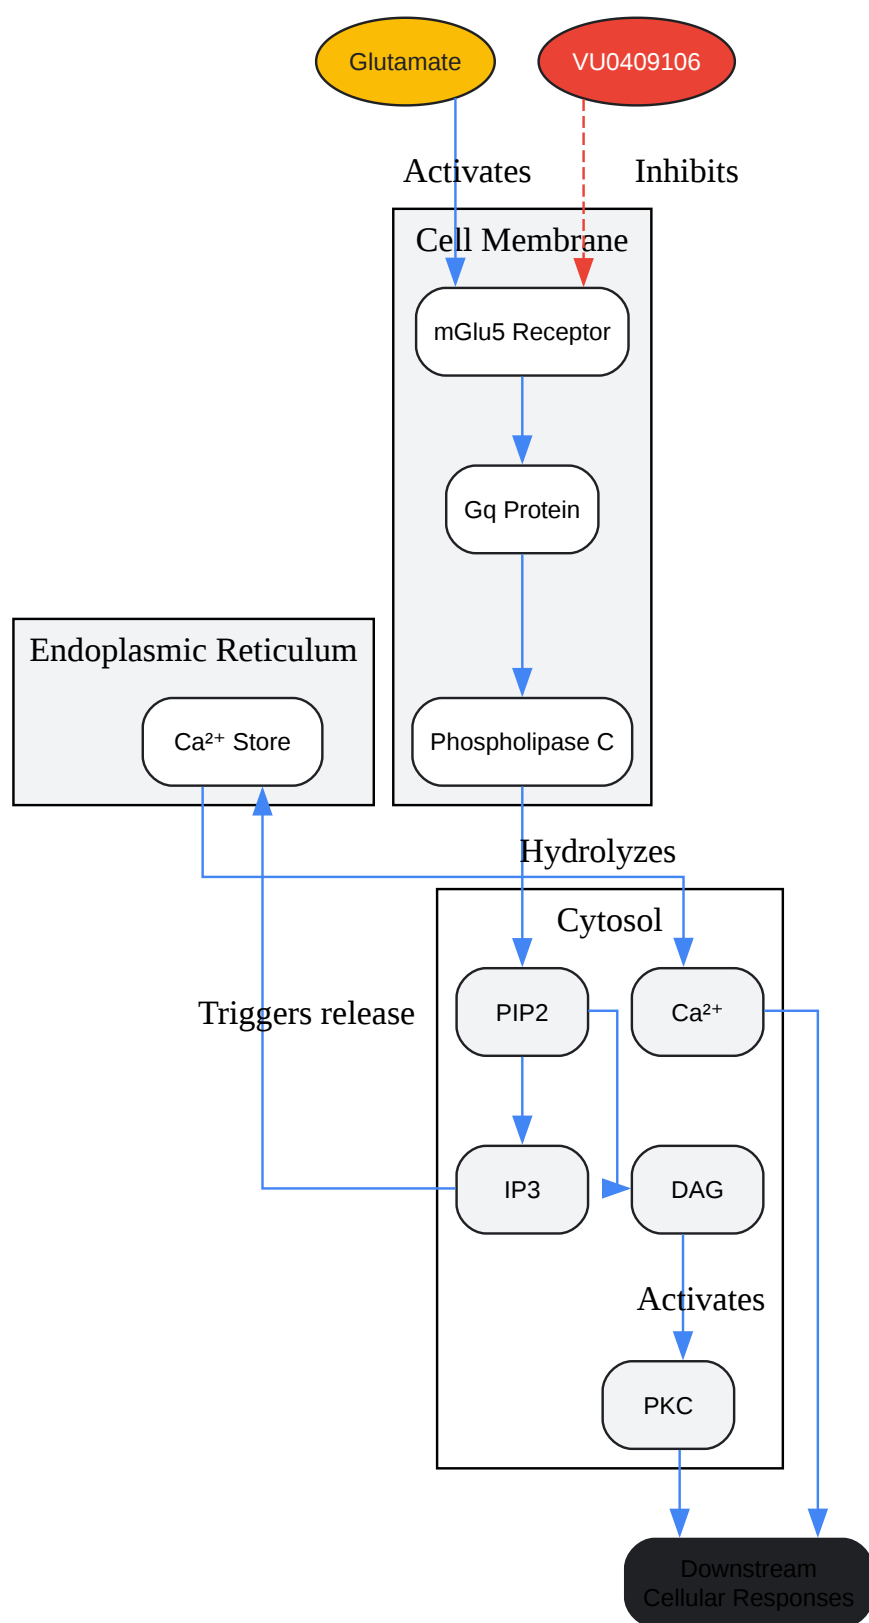 Glutamate
VU0409106
Activates
Inhibits
Cell Membrane
mGlu5 Receptor
Gq Protein
Endoplasmic Reticulum
Ca²⁺ Store
Phospholipase C
Hydrolyzes
Cytosol
Triggers release
PIP2
Ca²⁺
IP3
DAG
Activates
PKC
Downstream
Cellular Responses